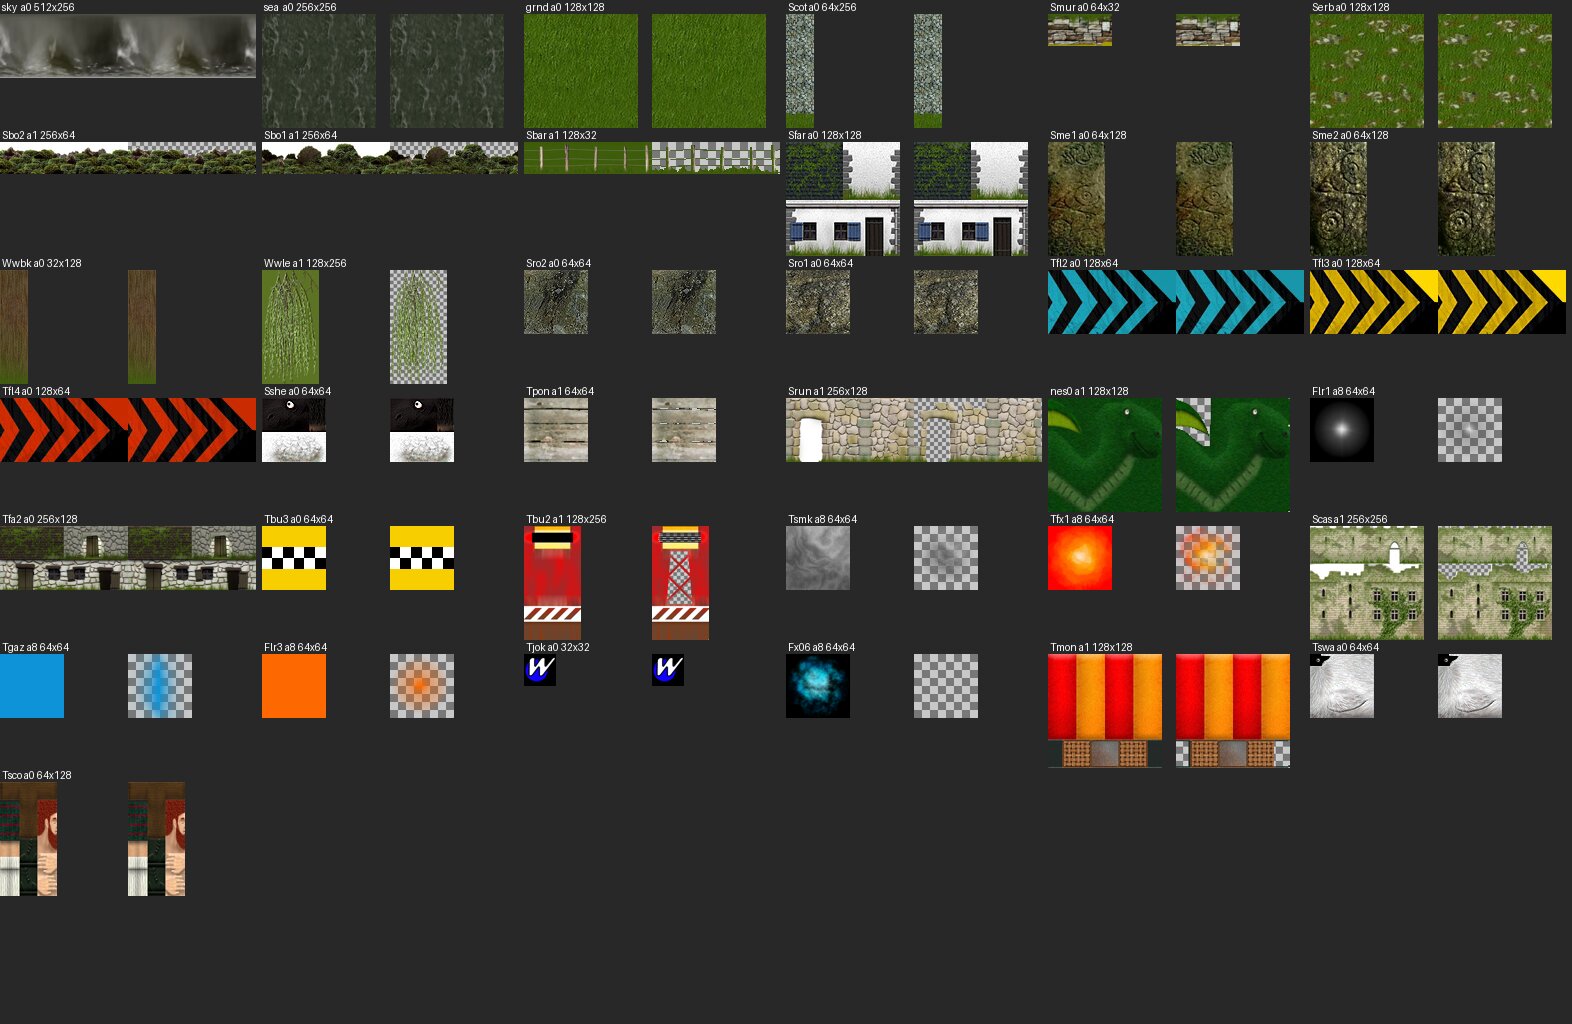 sky a0 512x256 sea a0 256x256 grnd a0 128x128 Scot a0 64x256 Smur a0 64x32 Serb a0 128x128
Sbo2 a1 256x64 Sbo1 a1 256x64 Sbar a1 128x32 Sfar a0 128x128 Sme1 a0 64x128 Sme2 a0 64x128
Wwbk a0 32x128 Wwle a1 128x256 Sro2 a0 64x64 Sro1 a0 64x64 Tfl2 a0 128x64 Tfl3 a0 128x64
Tfl4 a0 128x64 Sshe a0 64x64 Tpon a1 64x64 Srun a1 256x128 nes0 a1 128x128 Flr1 a8 64x64
Tfa2 a0 256x128 Tbu3 a0 64x64 Tbu2 a1 128x256 Tsmk a8 64x64 Tfx1 a8 64x64 Scas a1 256x256
Tgaz a8 64x64 Flr3 a8 64x64 Tjok a0 32x32 Fx06 a8 64x64 Tmon a1 128x128 Tswa a0 64x64
W W
Tsco a0 64x128